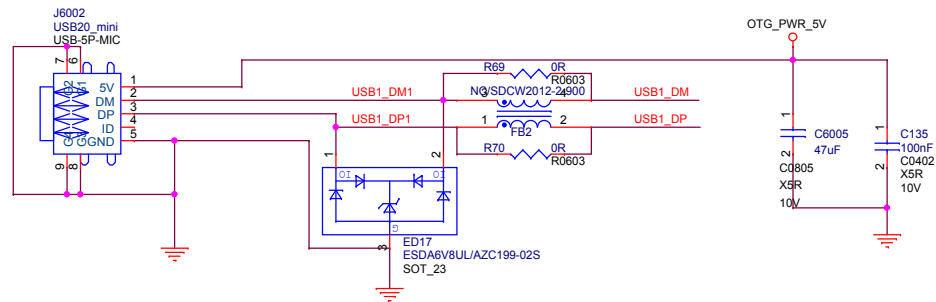 J6002
USB20_mini
USB-5P-MIC
OTG_PWR_5V
7
6
5V
1
DM
2
DP
3
ID
4
GND
5
9
8
R69
0R
R0603
NC/SDCW2012-2-900
3
4
USB1_DM1
USB1_DM
USB1_DP1
1
2
USB1_DP
FB2
R70
0R
R0603
1
2
IO
IO
G
3
ED17
ESDA6V8UL/AZC199-02S
SOT_23
1
C6005
47uF
2
C0805
X5R
10V
1
C135
100nF
2
C0402
X5R
10V